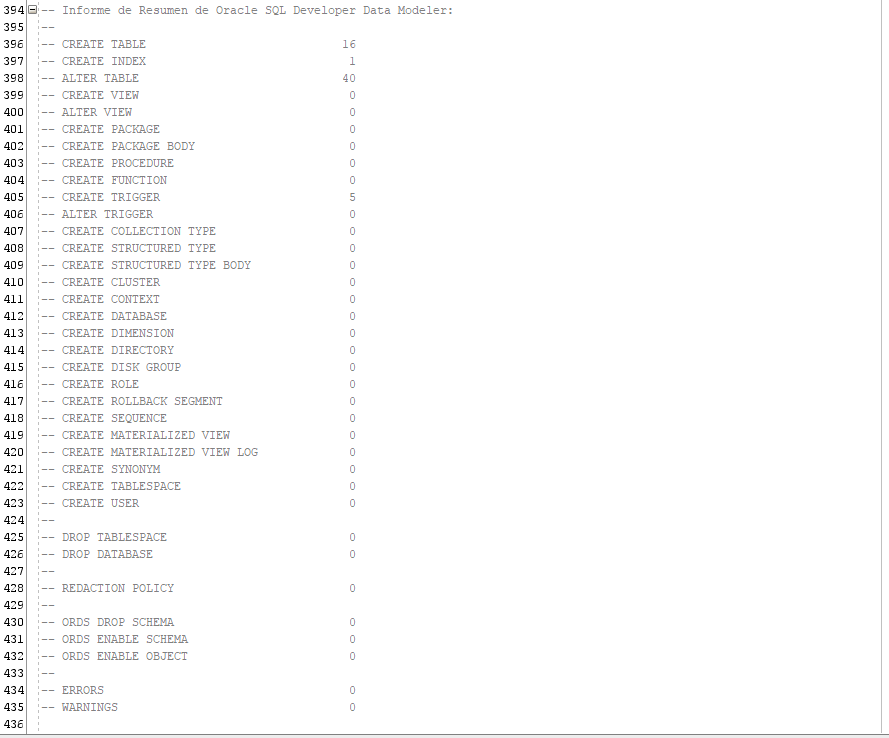 394 -- Informe de Resumen de Oracle SQL Developer Data Modeler:
395 --
396 -- CREATE TABLE                            16
397 -- CREATE INDEX                             1
398 -- ALTER TABLE                             40
399 -- CREATE VIEW                              0
400 -- ALTER VIEW                               0
401 -- CREATE PACKAGE                           0
402 -- CREATE PACKAGE BODY                      0
403 -- CREATE PROCEDURE                         0
404 -- CREATE FUNCTION                          0
405 -- CREATE TRIGGER                           5
406 -- ALTER TRIGGER                            0
407 -- CREATE COLLECTION TYPE                   0
408 -- CREATE STRUCTURED TYPE                   0
409 -- CREATE STRUCTURED TYPE BODY              0
410 -- CREATE CLUSTER                           0
411 -- CREATE CONTEXT                           0
412 -- CREATE DATABASE                          0
413 -- CREATE DIMENSION                         0
414 -- CREATE DIRECTORY                         0
415 -- CREATE DISK GROUP                        0
416 -- CREATE ROLE                              0
417 -- CREATE ROLLBACK SEGMENT                  0
418 -- CREATE SEQUENCE                          0
419 -- CREATE MATERIALIZED VIEW                 0
420 -- CREATE MATERIALIZED VIEW LOG             0
421 -- CREATE SYNONYM                           0
422 -- CREATE TABLESPACE                        0
423 -- CREATE USER                              0
424 --
425 -- DROP TABLESPACE                          0
426 -- DROP DATABASE                            0
427 --
428 -- REDACTION POLICY                         0
429 --
430 -- ORDS DROP SCHEMA                         0
431 -- ORDS ENABLE SCHEMA                       0
432 -- ORDS ENABLE OBJECT                       0
433 --
434 -- ERRORS                                   0
435 -- WARNINGS                                 0
436